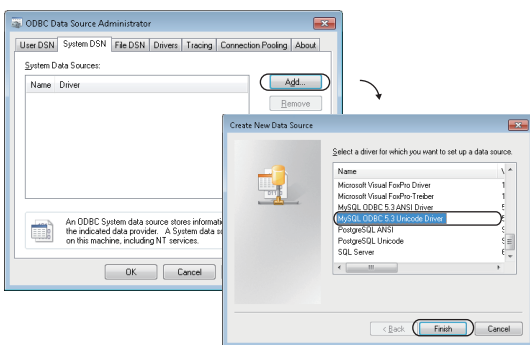 ODBC Data Source Administrator
User DSN System DSN File DSN Drivers Tracing Connection Pooling About
System Data Sources:
Name Driver
Add...
Remove
An ODBC System data source stores informati
the indicated data provider. A System data s
on this machine, including NT services.
OK Cancel
Create New Data Source
Select a driver for which you want to set up a data source.
Name
Microsoft Visual FoxPro Driver 1
Microsoft Visual FoxPro-Treiber 1
MySQL ODBC 5.3 ANSI Driver 5
MySQL ODBC 5.3 Unicode Driver
PostgreSQL ANSI
PostgreSQL Unicode
SQL Server
< Back Finish Cancel